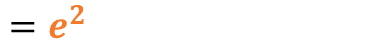 = e²